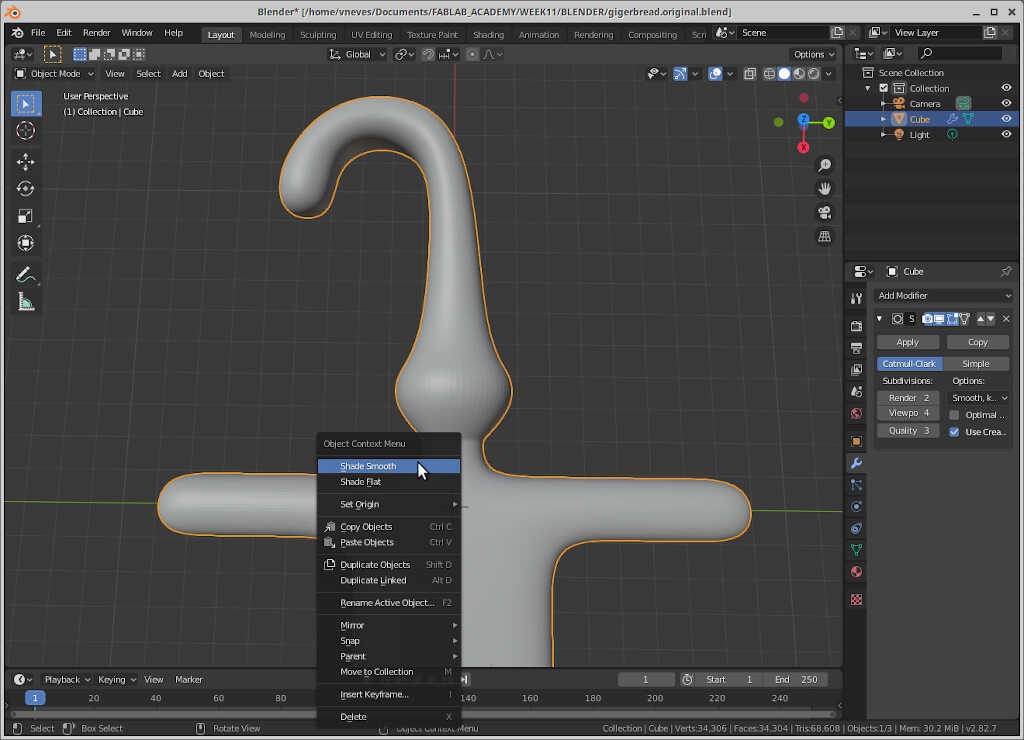 Blender* [/home/vneves/Documents/FABLAB_ACADEMY/WEEK11/BLENDER/gigerbread.original.blend]
File Edit Render Window Help Layout Modeling Sculpting UV Editing Texture Paint Shading Animation Rendering Compositing Scri Scene View Layer
Global Options
Object Mode View Select Add Object
User Perspective
(1) Collection | Cube
Z
Y
X
Scene Collection
Collection
Camera
Cube
Light
Cube
Add Modifier
S
Apply Copy
Catmull-Clark Simple
Subdivisions: Options:
Render 2 Smooth, k..
Viewpo 4 Optimal ..
Quality 3 Use Crea..
Object Context Menu
Shade Smooth
Shade Flat
Set Origin
Copy Objects Ctrl C
Paste Objects Ctrl V
Duplicate Objects Shift D
Duplicate Linked Alt D
Rename Active Object... F2
Mirror
Snap
Parent
Move to Collection M
Insert Keyframe... I
Delete X
Playback Keying View Marker 1 Start 1 End 250
1 20 40 60 80 140 160 180 200 220 240
Select Box Select Rotate View Object Context Menu Collection | Cube | Verts:34,306 | Faces:34,304 | Tris:68,608 | Objects:1/3 | Mem: 30.2 MiB | v2.82.7